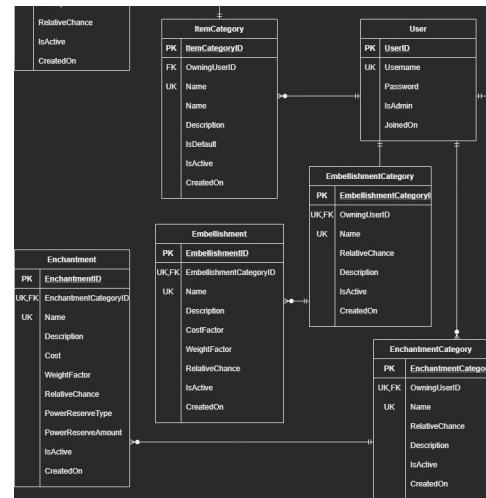 RelativeChance
IsActive
CreatedOn
ItemCategory
PK ItemCategoryID
FK OwningUserID
UK Name
Name
Description
IsDefault
IsActive
CreatedOn
User
PK UserID
UK Username
Password
IsAdmin
JoinedOn
EmbellishmentCategory
PK EmbellishmentCategoryI
UK,FK OwningUserID
UK Name
RelativeChance
Description
IsActive
CreatedOn
Embellishment
PK EmbellishmentID
UK,FK EmbellishmentCategoryID
UK Name
Description
CostFactor
WeightFactor
RelativeChance
IsActive
CreatedOn
Enchantment
PK EnchantmentID
UK,FK EnchantmentCategoryID
UK Name
Description
Cost
WeightFactor
RelativeChance
PowerReserveType
PowerReserveAmount
IsActive
CreatedOn
EnchantmentCategory
PK EnchantmentCatego
UK,FK OwningUserID
UK Name
RelativeChance
Description
IsActive
CreatedOn